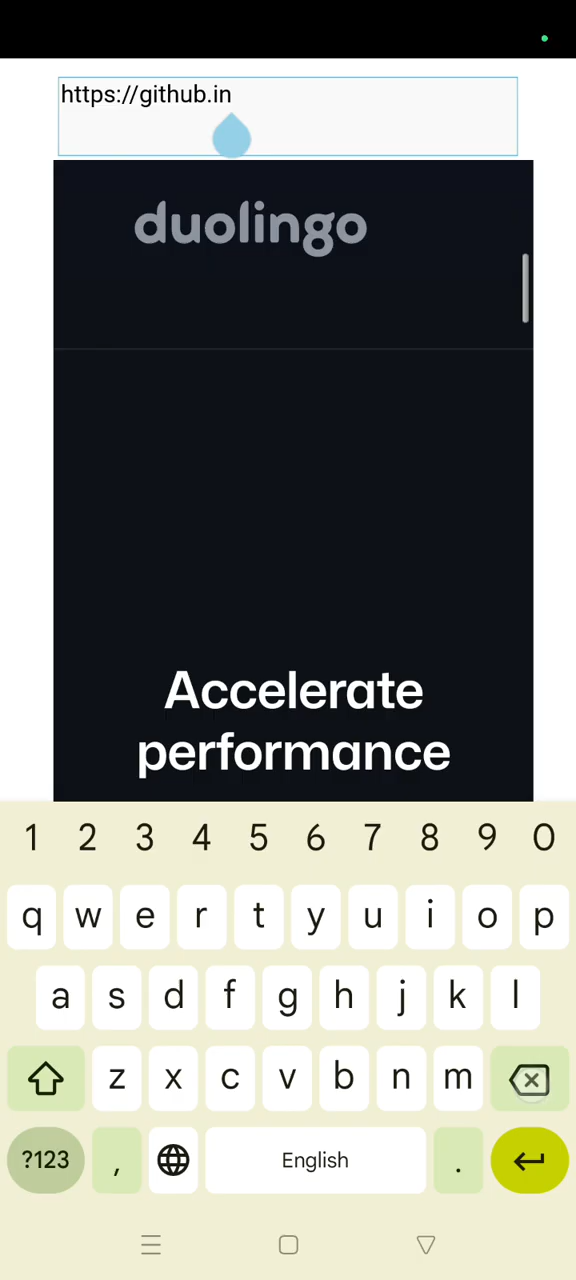 https://github.in
duolingo
Accelerate
performance
1 2 3 4 5 6 7 8 9 0
q w e r t y u i o p
a s d f g h j k l
z x c v b n m
?123 , English .